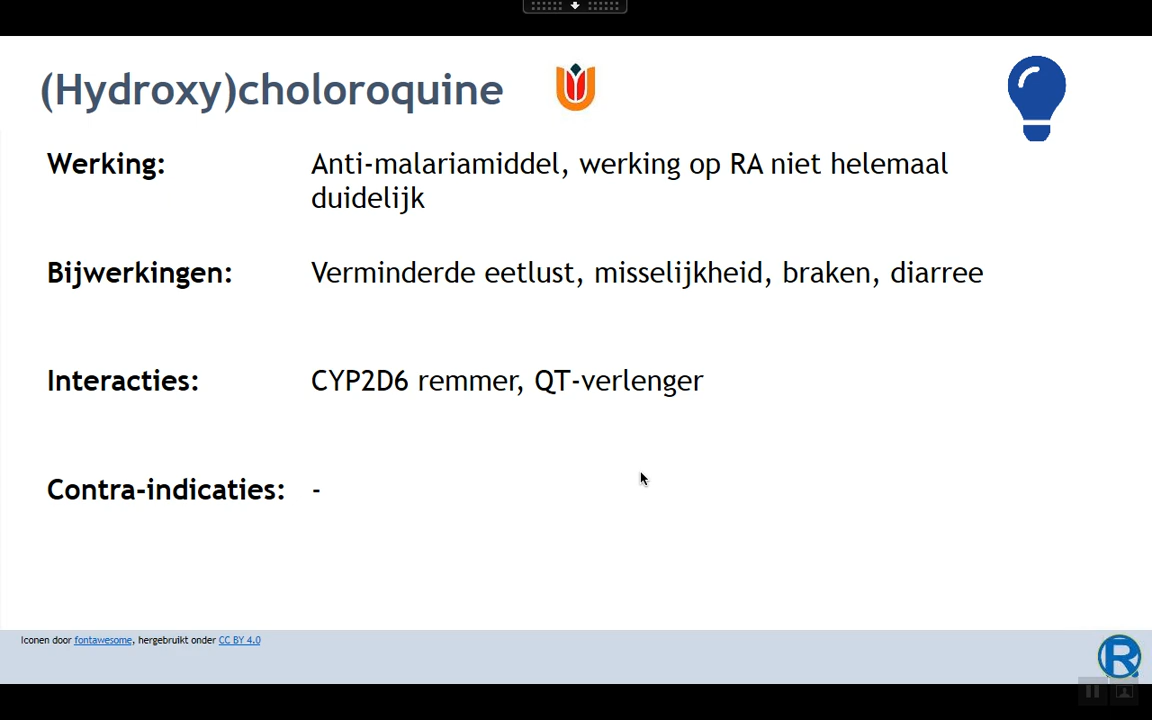 (Hydroxy)choloroquine
Werking: Anti-malariamiddel, werking op RA niet helemaal
duidelijk
Bijwerkingen: Verminderde eetlust, misselijkheid, braken, diarree
Interacties: CYP2D6 remmer, QT-verlenger
Contra-indicaties: -
Iconen door fontawesome, hergebruikt onder CC BY 4.0
R